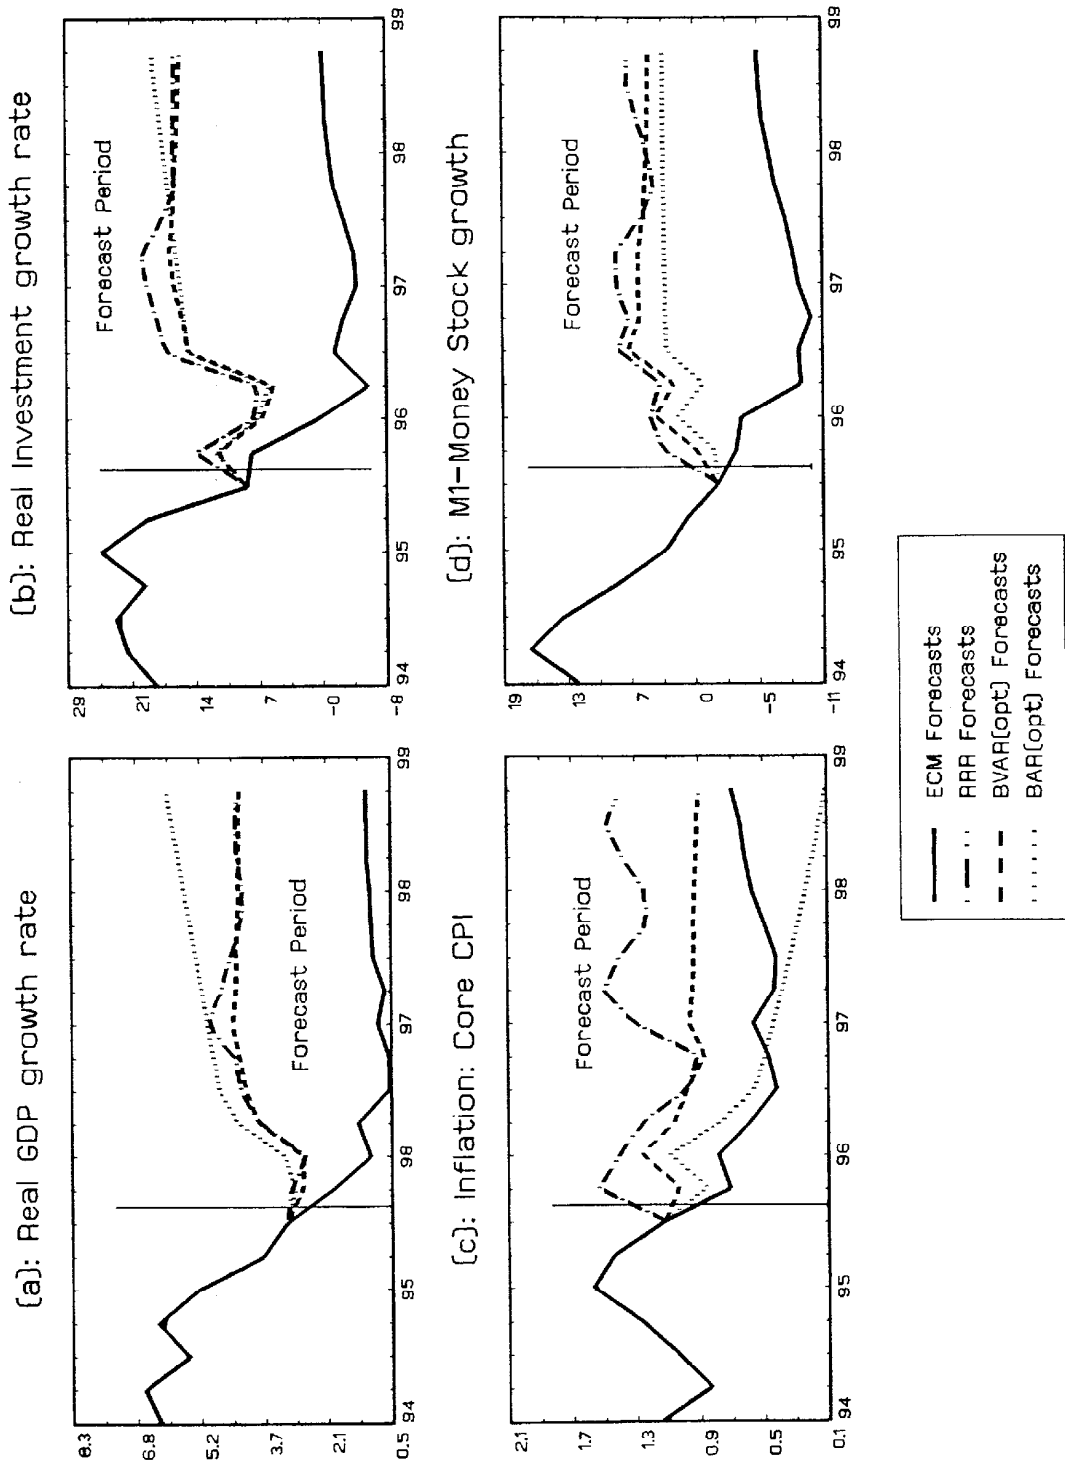 (a): Real GDP growth rate
8.3
6.8
5.2
3.7
2.1
0.5
Forecast Period
94 95 98 97 98 99
(b): Real Investment growth rate
29
21
14
7
-0
-8
Forecast Period
94 95 96 97 98 99
(c): Inflation: Core CPI
2.1
1.7
1.3
0.9
0.5
0.1
Forecast Period
94 95 96 97 98 99
(d): M1-Money Stock growth
19
7
0
-5
-11
Forecast Period
94 95 96 97 98 99
ECM Forecasts
RRR Forecasts
BVAR(opt) Forecasts
BAR(opt) Forecasts